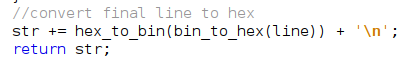 //convert final line to hex
str += hex_to_bin(bin_to_hex(line)) + '\n';
return str;